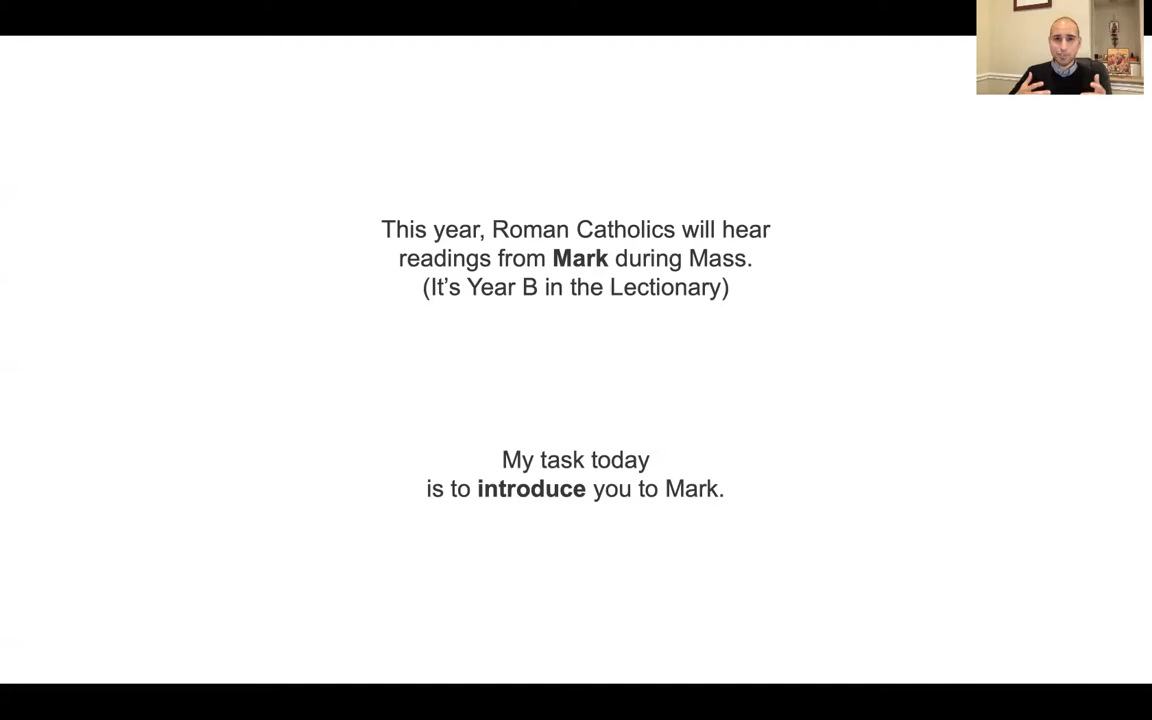 This year, Roman Catholics will hear
readings from Mark during Mass.
(It’s Year B in the Lectionary)
My task today
is to introduce you to Mark.